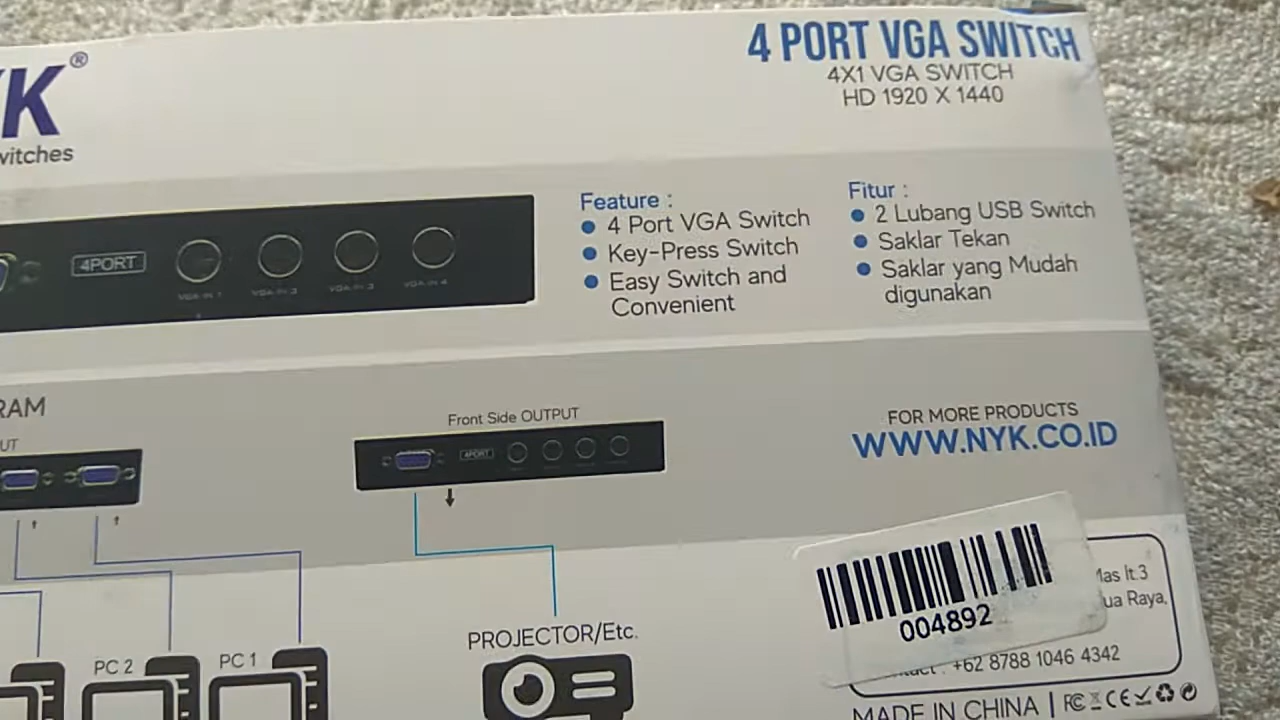 YK®
witches
4 PORT VGA SWITCH
4X1 VGA SWITCH
HD 1920 X 1440
4PORT
VGA-IN 1
VGA-IN 2
VGA-IN 3
VGA-IN 4
Feature :
4 Port VGA Switch
Key-Press Switch
Easy Switch and
Convenient
Fitur :
2 Lubang USB Switch
Saklar Tekan
Saklar yang Mudah
digunakan
RAM
UT
Front Side OUTPUT
4PORT
FOR MORE PRODUCTS
WWW.NYK.CO.ID
PC 2
PC 1
PROJECTOR/Etc.
004892
Mas lt.3
ua Raya,
: +62 8788 1046 4342
MADE IN CHINA | FC CE